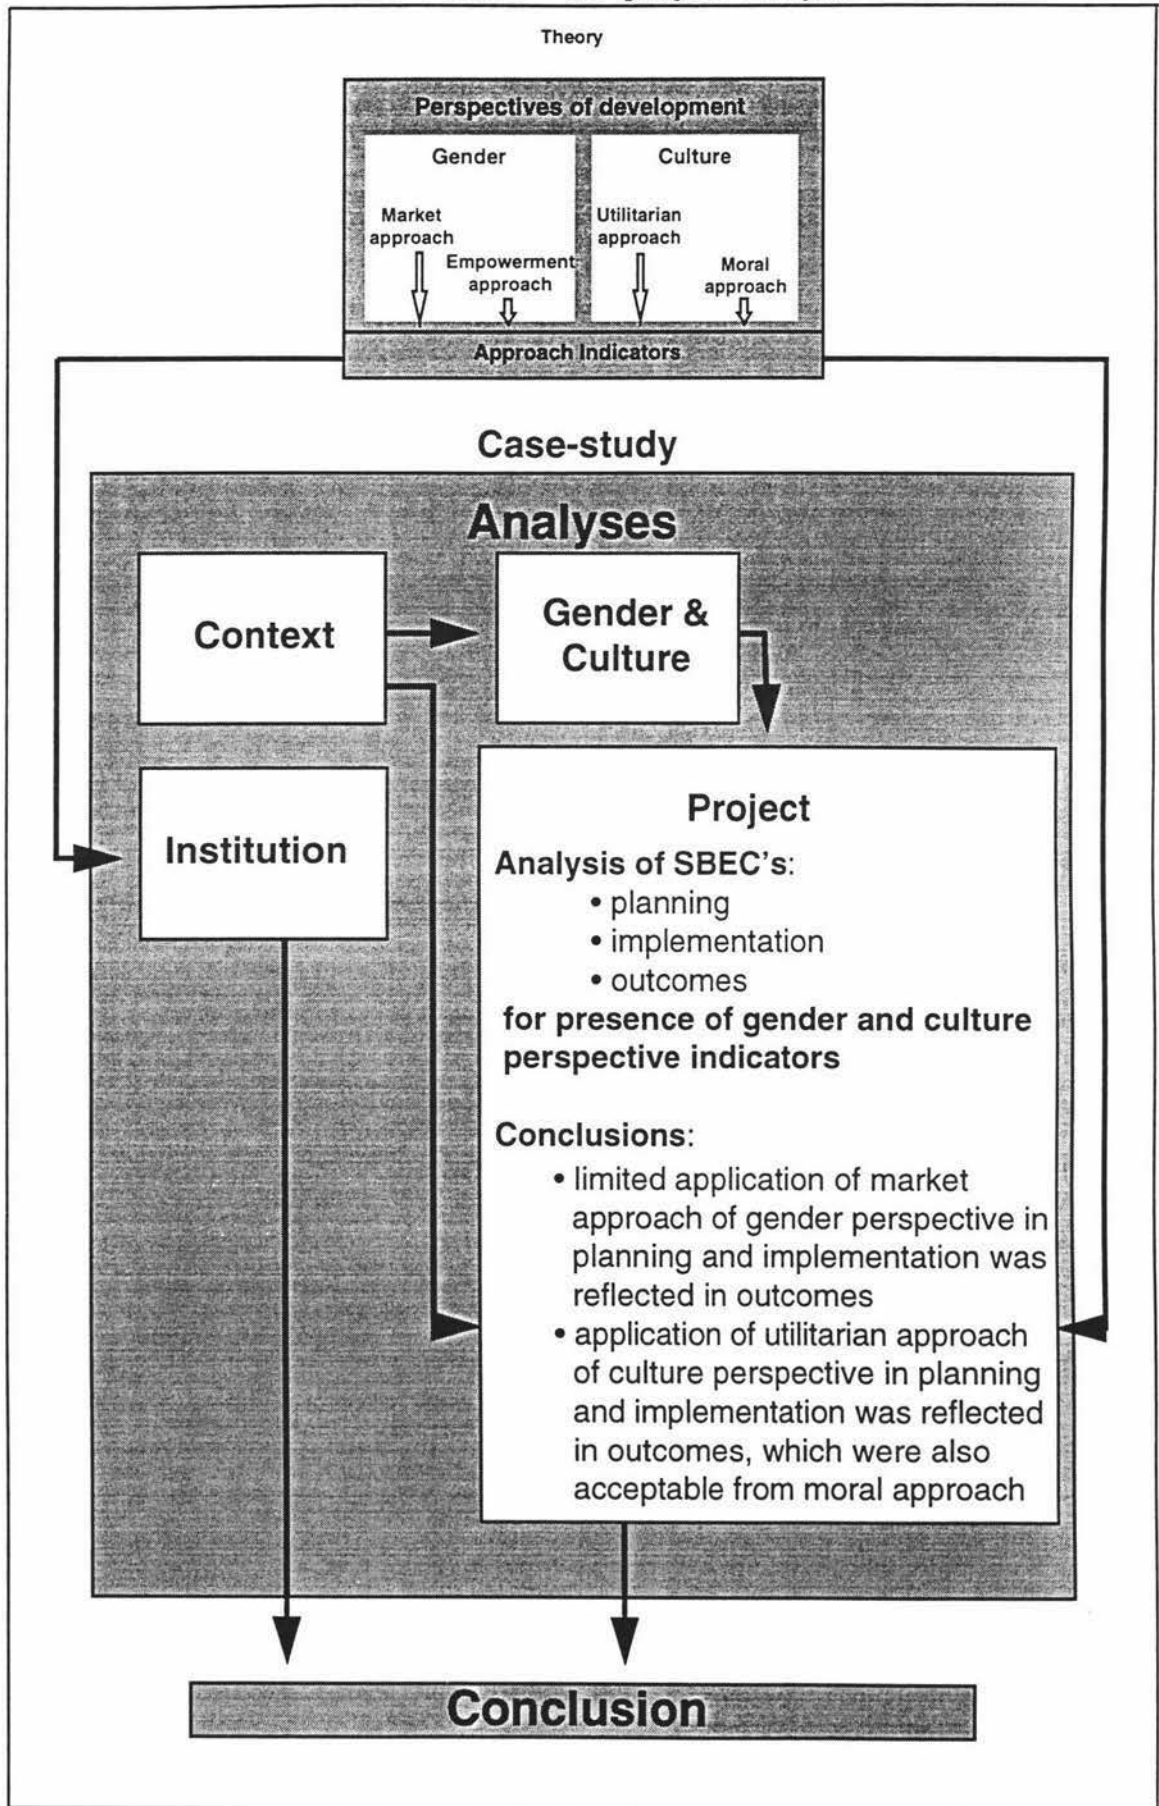 Theory
Perspectives of development
Gender
Culture
Market
approach
Empowerment
approach
Utilitarian
approach
Moral
approach
Approach Indicators
Case-study
Analyses
Context
Gender &
Culture
Institution
Project
Analysis of SBEC's:
• planning
• implementation
• outcomes
for presence of gender and culture
perspective indicators
Conclusions:
• limited application of market
approach of gender perspective in
planning and implementation was
reflected in outcomes
• application of utilitarian approach
of culture perspective in planning
and implementation was reflected
in outcomes, which were also
acceptable from moral approach
Conclusion